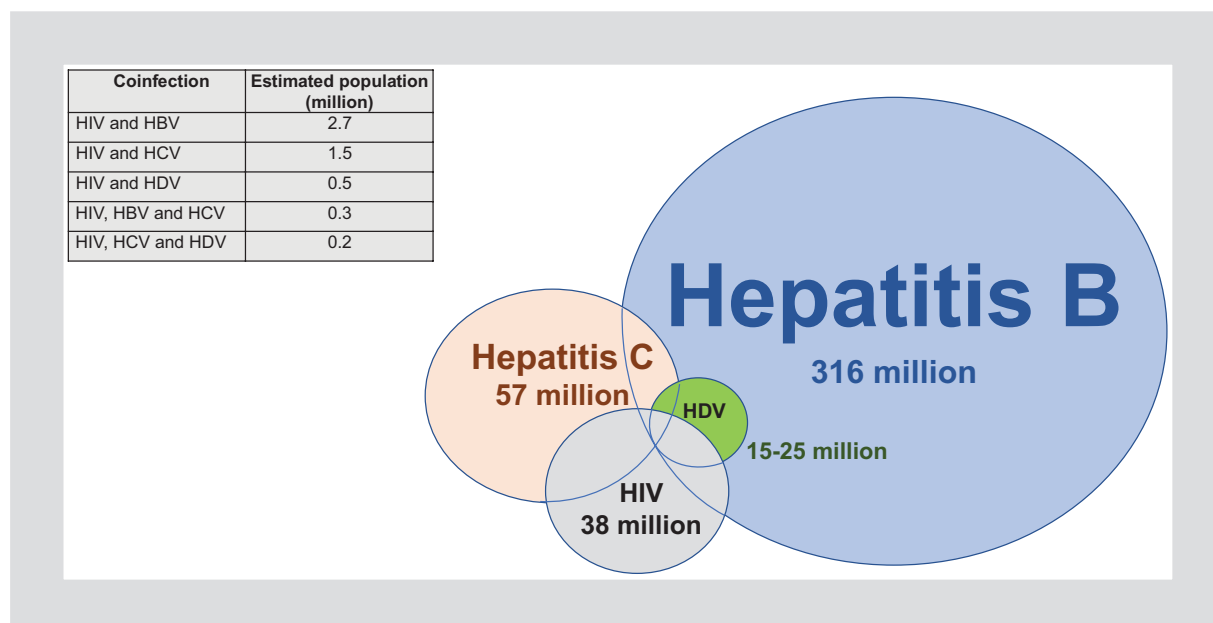 Coinfection Estimated population
(million)
HIV and HBV 2.7
HIV and HCV 1.5
HIV and HDV 0.5
HIV, HBV and HCV 0.3
HIV, HCV and HDV 0.2
Hepatitis B
316 million
Hepatitis C
57 million
HDV
15-25 million
HIV
38 million